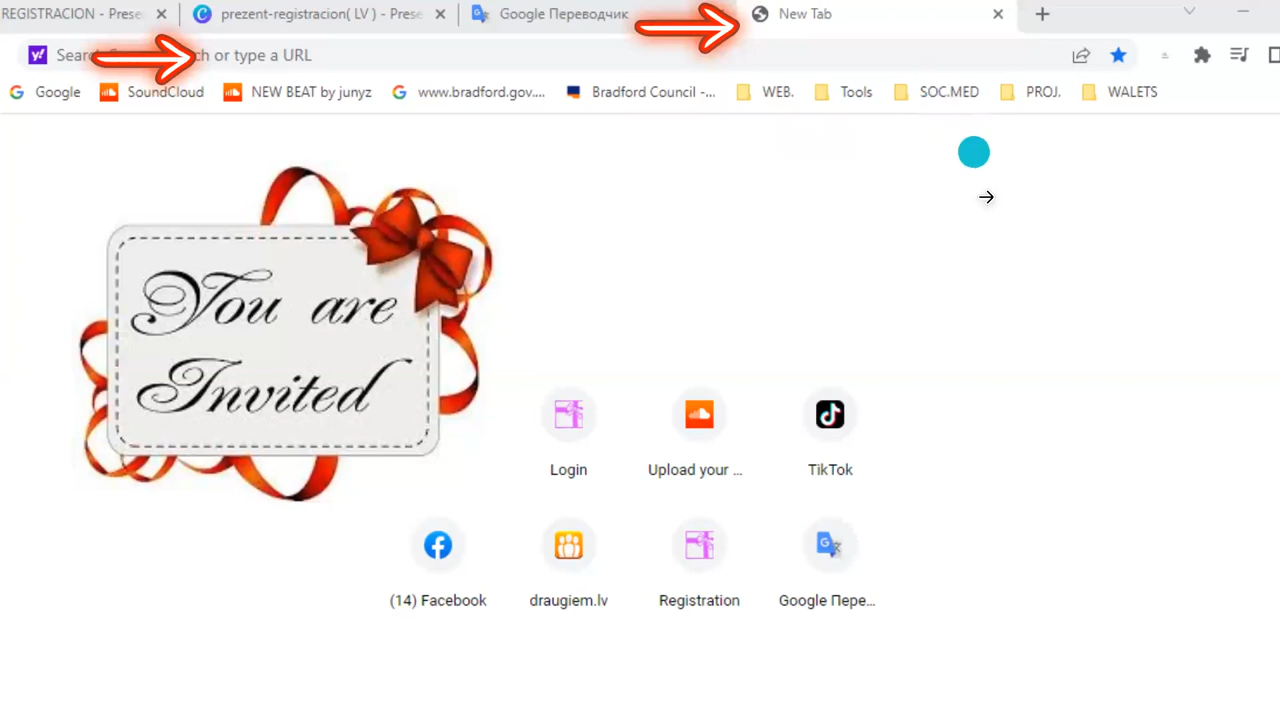 REGISTRACION - Prese
prezent-registracion( LV ) - Prese
Google Переводчик
New Tab
Sear ch or type a URL
Google
SoundCloud
NEW BEAT by junyz
www.bradford.gov....
Bradford Council -...
WEB.
Tools
SOC.MED
PROJ.
WALETS
You are
Invited
Login
Upload your ...
TikTok
(14) Facebook
draugiem.lv
Registration
Google Пере...